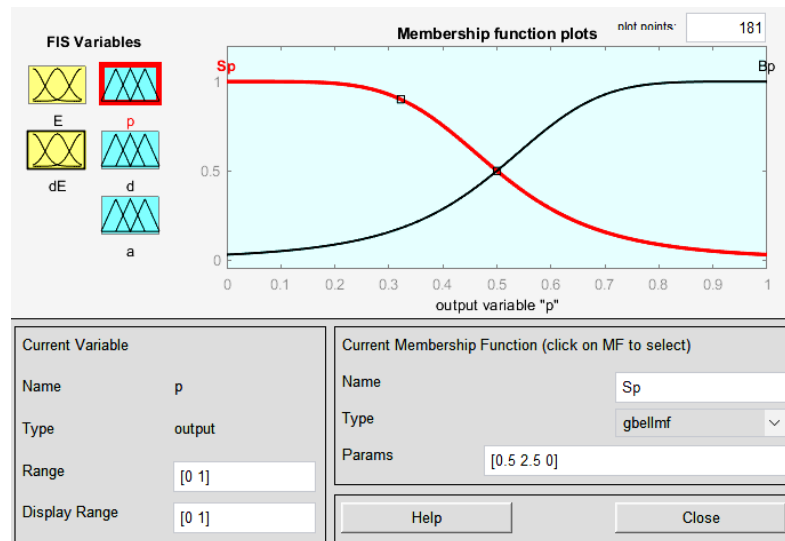 FIS Variables
E
p
dE
d
a
Membership function plots
plot points:
181
Sp
Bp
1
0.5
0
0 0.1 0.2 0.3 0.4 0.5 0.6 0.7 0.8 0.9 1
output variable "p"
Current Variable
Name p
Type output
Range [0 1]
Display Range [0 1]
Current Membership Function (click on MF to select)
Name Sp
Type gbellmf
Params [0.5 2.5 0]
Help Close